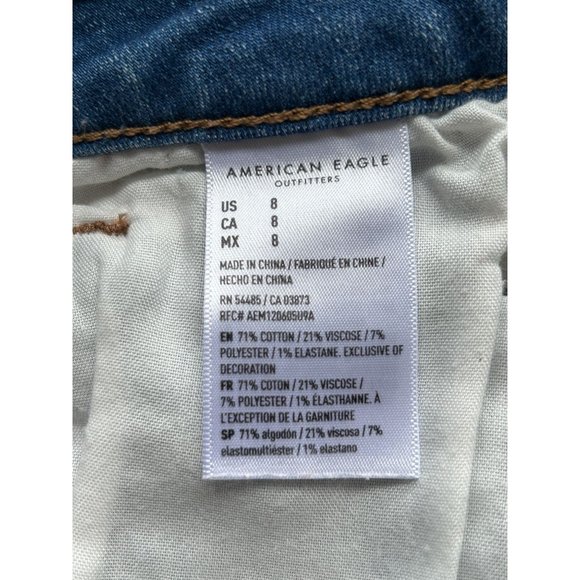 AMERICAN EAGLE
OUTFITTERS
US 8
CA 8
MX 8
MADE IN CHINA / FABRIQUÉ EN CHINE /
HECHO EN CHINA
RN 54485 / CA 03873
RFC# AEM120605U9A
EN 71% COTTON / 21% VISCOSE / 7%
POLYESTER / 1% ELASTANE. EXCLUSIVE OF
DECORATION
FR 71% COTON / 21% VISCOSE /
7% POLYESTER / 1% ÉLASTHANNE. À
L'EXCEPTION DE LA GARNITURE
SP 71% algodón / 21% viscosa / 7%
elastomultiéster / 1% elastano